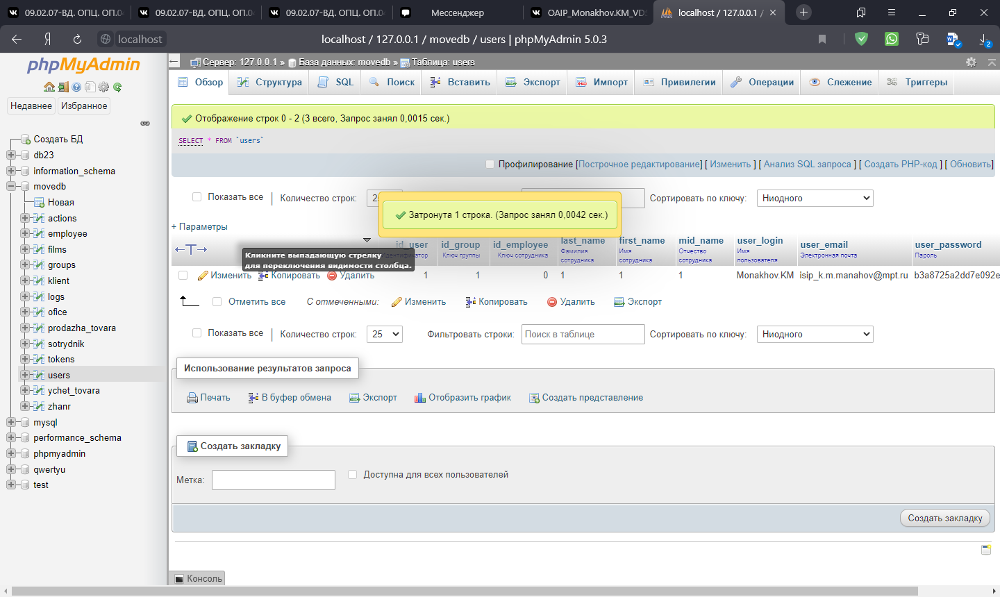 09.02.07-ВД. ОПЦ. ОП.04
09.02.07-ВД. ОПЦ. ОП.04
09.02.07-ВД. ОПЦ. ОП.04
Мессенджер
OAIP_Monakhov.KM_VD
localhost / 127.0.0.1 /
localhost
localhost / 127.0.0.1 / movedb / users | phpMyAdmin 5.0.3
2
phpMyAdmin
Недавнее
Избранное
Создать БД
db23
information_schema
movedb
Новая
actions
employee
films
groups
klient
logs
ofice
prodazha_tovara
sotrydnik
tokens
users
ychet_tovara
zhanr
mysql
performance_schema
phpmyadmin
qwertyu
test
Сервер: 127.0.0.1 » База данных: movedb » Таблица: users
Обзор Структура SQL Поиск Вставить Экспорт Импорт Привилегии Операции Слежение Триггеры
Отображение строк 0 - 2 (3 всего, Запрос занял 0,0015 сек.)
SELECT * FROM `users`
Профилирование [Построчное редактирование] [ Изменить ] [ Анализ SQL запроса ] [ Создать PHP-код ] [ Обновить]
Показать все | Количество строк: Сортировать по ключу: Ниодного
Затронута 1 строка. (Запрос занял 0,0042 сек.)
+ Параметры
←T→ id_user id_group id_employee last_name first_name mid_name user_login user_email user_password
Ключ группы Ключ сотрудника Фамилия сотрудника Имя сотрудника Отчество сотрудника Имя пользователя Электронная почта Пароль
Кликните выпадающую стрелку
для переключения видимости столбца.
Изменить Копировать Удалить 1 1 0 1 1 1 Monakhov.KM isip_k.m.manahov@mpt.ru b3a8725a2dd7e092e
Отметить все С отмеченными: Изменить Копировать Удалить Экспорт
Показать все | Количество строк: 25 Фильтровать строки: Поиск в таблице Сортировать по ключу: Ниодного
Использование результатов запроса
Печать В буфер обмена Экспорт Отобразить график Создать представление
Создать закладку
Метка: Доступна для всех пользователей
Создать закладку
Консоль